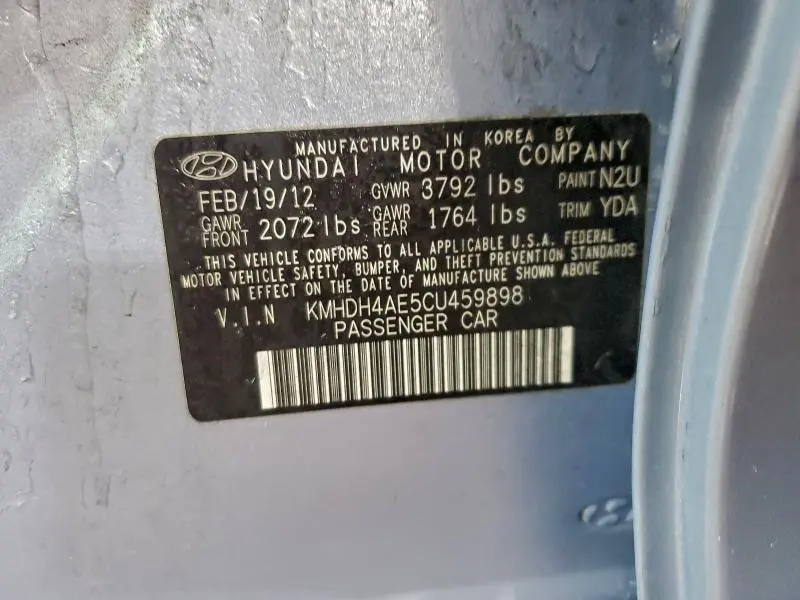 MANUFACTURED IN KOREA BY
HYUNDAI MOTOR COMPANY
FEB/19/12 GVWR 3792 lbs PAINT N2U
GAWR FRONT 2072 lbs GAWR REAR 1764 lbs TRIM YDA
THIS VEHICLE CONFORMS TO ALL APPLICABLE U.S.A. FEDERAL
MOTOR VEHICLE SAFETY, BUMPER, AND THEFT PREVENTION STANDARDS
IN EFFECT ON THE DATE OF MANUFACTURE SHOWN ABOVE
V.I.N KMHDH4AE5CU459898
PASSENGER CAR